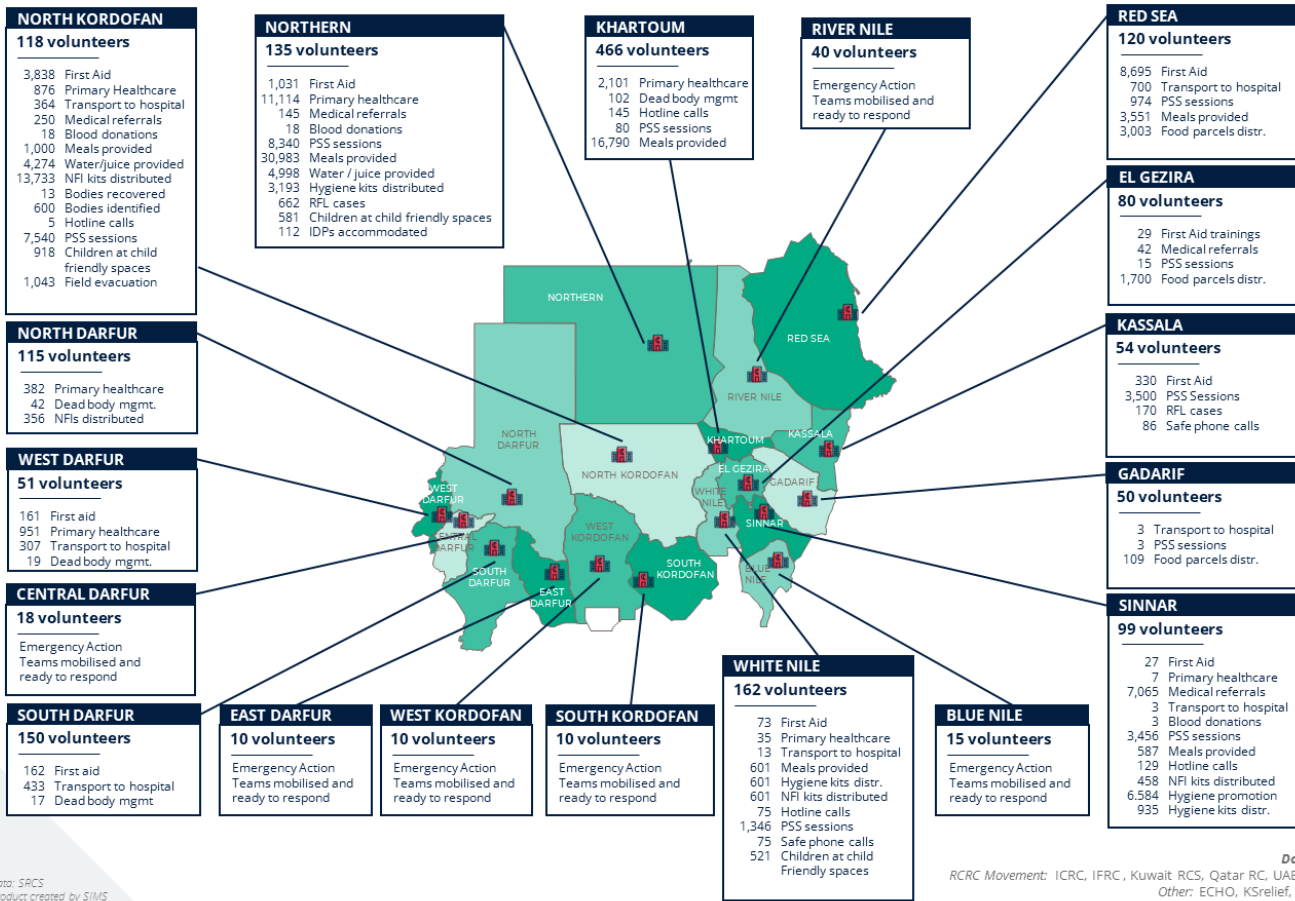 NORTH KORDOFAN
118 volunteers
3,838 First Aid
876 Primary Healthcare
364 Transport to hospital
250 Medical referrals
18 Blood donations
1,000 Meals provided
4,274 Water/juice provided
13,733 NFI kits distributed
13 Bodies recovered
600 Bodies identified
5 Hotline calls
7,540 PSS sessions
918 Children at child
friendly spaces
1,043 Field evacuation
NORTHERN
135 volunteers
1,031 First Aid
11,114 Primary healthcare
145 Medical referrals
18 Blood donations
8,340 PSS sessions
30,983 Meals provided
4,998 Water / juice provided
3,193 Hygiene kits distributed
662 RFL cases
581 Children at child friendly spaces
112 IDPs accommodated
KHARTOUM
466 volunteers
2,101 Primary healthcare
102 Dead body mgmt
145 Hotline calls
80 PSS sessions
16,790 Meals provided
RIVER NILE
40 volunteers
Emergency Action
Teams mobilised and
ready to respond
RED SEA
120 volunteers
8,695 First Aid
700 Transport to hospital
974 PSS sessions
3,551 Meals provided
3,003 Food parcels distr.
EL GEZIRA
80 volunteers
29 First Aid trainings
42 Medical referrals
15 PSS sessions
1,700 Food parcels distr.
NORTH DARFUR
115 volunteers
382 Primary healthcare
42 Dead body mgmt.
356 NFIs distributed
KASSALA
54 volunteers
330 First Aid
3,500 PSS Sessions
170 RFL cases
86 Safe phone calls
WEST DARFUR
51 volunteers
161 First aid
951 Primary healthcare
307 Transport to hospital
19 Dead body mgmt.
GADARIF
50 volunteers
3 Transport to hospital
3 PSS sessions
109 Food parcels distr.
CENTRAL DARFUR
18 volunteers
Emergency Action
Teams mobilised and
ready to respond
SINNAR
99 volunteers
27 First Aid
7 Primary healthcare
7,065 Medical referrals
3 Transport to hospital
3 Blood donations
3,456 PSS sessions
587 Meals provided
129 Hotline calls
458 NFI kits distributed
6.584 Hygiene promotion
935 Hygiene kits distr.
SOUTH DARFUR
150 volunteers
162 First aid
433 Transport to hospital
17 Dead body mgmt
EAST DARFUR
10 volunteers
Emergency Action
Teams mobilised and
ready to respond
WEST KORDOFAN
10 volunteers
Emergency Action
Teams mobilised and
ready to respond
SOUTH KORDOFAN
10 volunteers
Emergency Action
Teams mobilised and
ready to respond
WHITE NILE
162 volunteers
73 First Aid
35 Primary healthcare
13 Transport to hospital
601 Meals provided
601 Hygiene kits distr.
601 NFI kits distributed
75 Hotline calls
1,346 PSS sessions
75 Safe phone calls
521 Children at child
Friendly spaces
BLUE NILE
15 volunteers
Emergency Action
Teams mobilised and
ready to respond
NORTHERN
RED SEA
RIVER NILE
NORTH
DARFUR
KHARTOUM
KASSALA
NORTH KORDOFAN
EL GEZIRA
GADARIF
WHITE
NILE
WEST
DARFUR
SINNAR
CENTRAL
DARFUR
WEST
KORDOFAN
SOUTH
DARFUR
SOUTH
KORDOFAN
BLUE
NILE
EAST
DARFUR
ata: SRCS
roduct created by SIMS
Do
RCRC Movement: ICRC, IFRC , Kuwait RCS, Qatar RC, UAE
Other: ECHO, KSrelief,